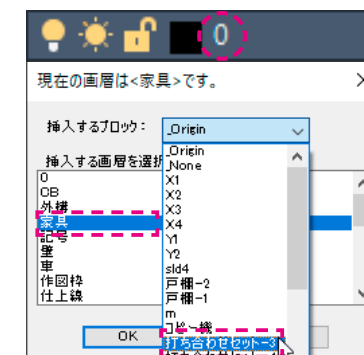 0
現在の画層は<家具>です。
挿入するブロック:
_Origin
挿入する画層を選択
_Origin
_None
X1
X2
X3
X4
Y1
Y2
sld4
戸棚-2
戸棚-1
m
コピー機
打ち合わせセット-3
0
CB
外構
家具
記号
壁
車
作図枠
仕上線
OK